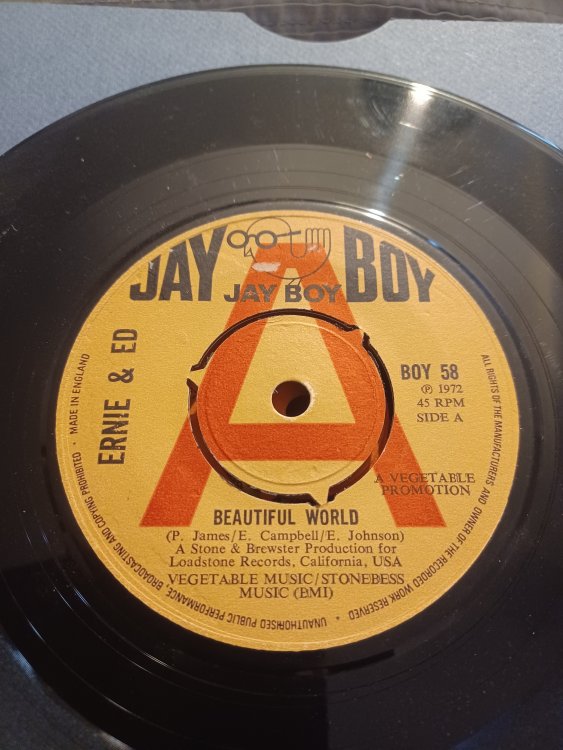 JAY BOY
JAY BOY
A
ERNIE & ED
BOY 58
℗ 1972
45 RPM
SIDE A
A VEGETABLE
PROMOTION
BEAUTIFUL WORLD
(P. James/E. Campbell/E. Johnson)
A Stone & Brewster Production for
Loadstone Records, California, USA
VEGETABLE MUSIC/STONEBESS
MUSIC (BMI)
ALL RIGHTS OF THE MANUFACTURERS AND OWNER OF THE RECORDED WORK RESERVED • UNAUTHORISED PUBLIC PERFORMANCE BROADCASTING AND COPYING PROHIBITED • MADE IN ENGLAND